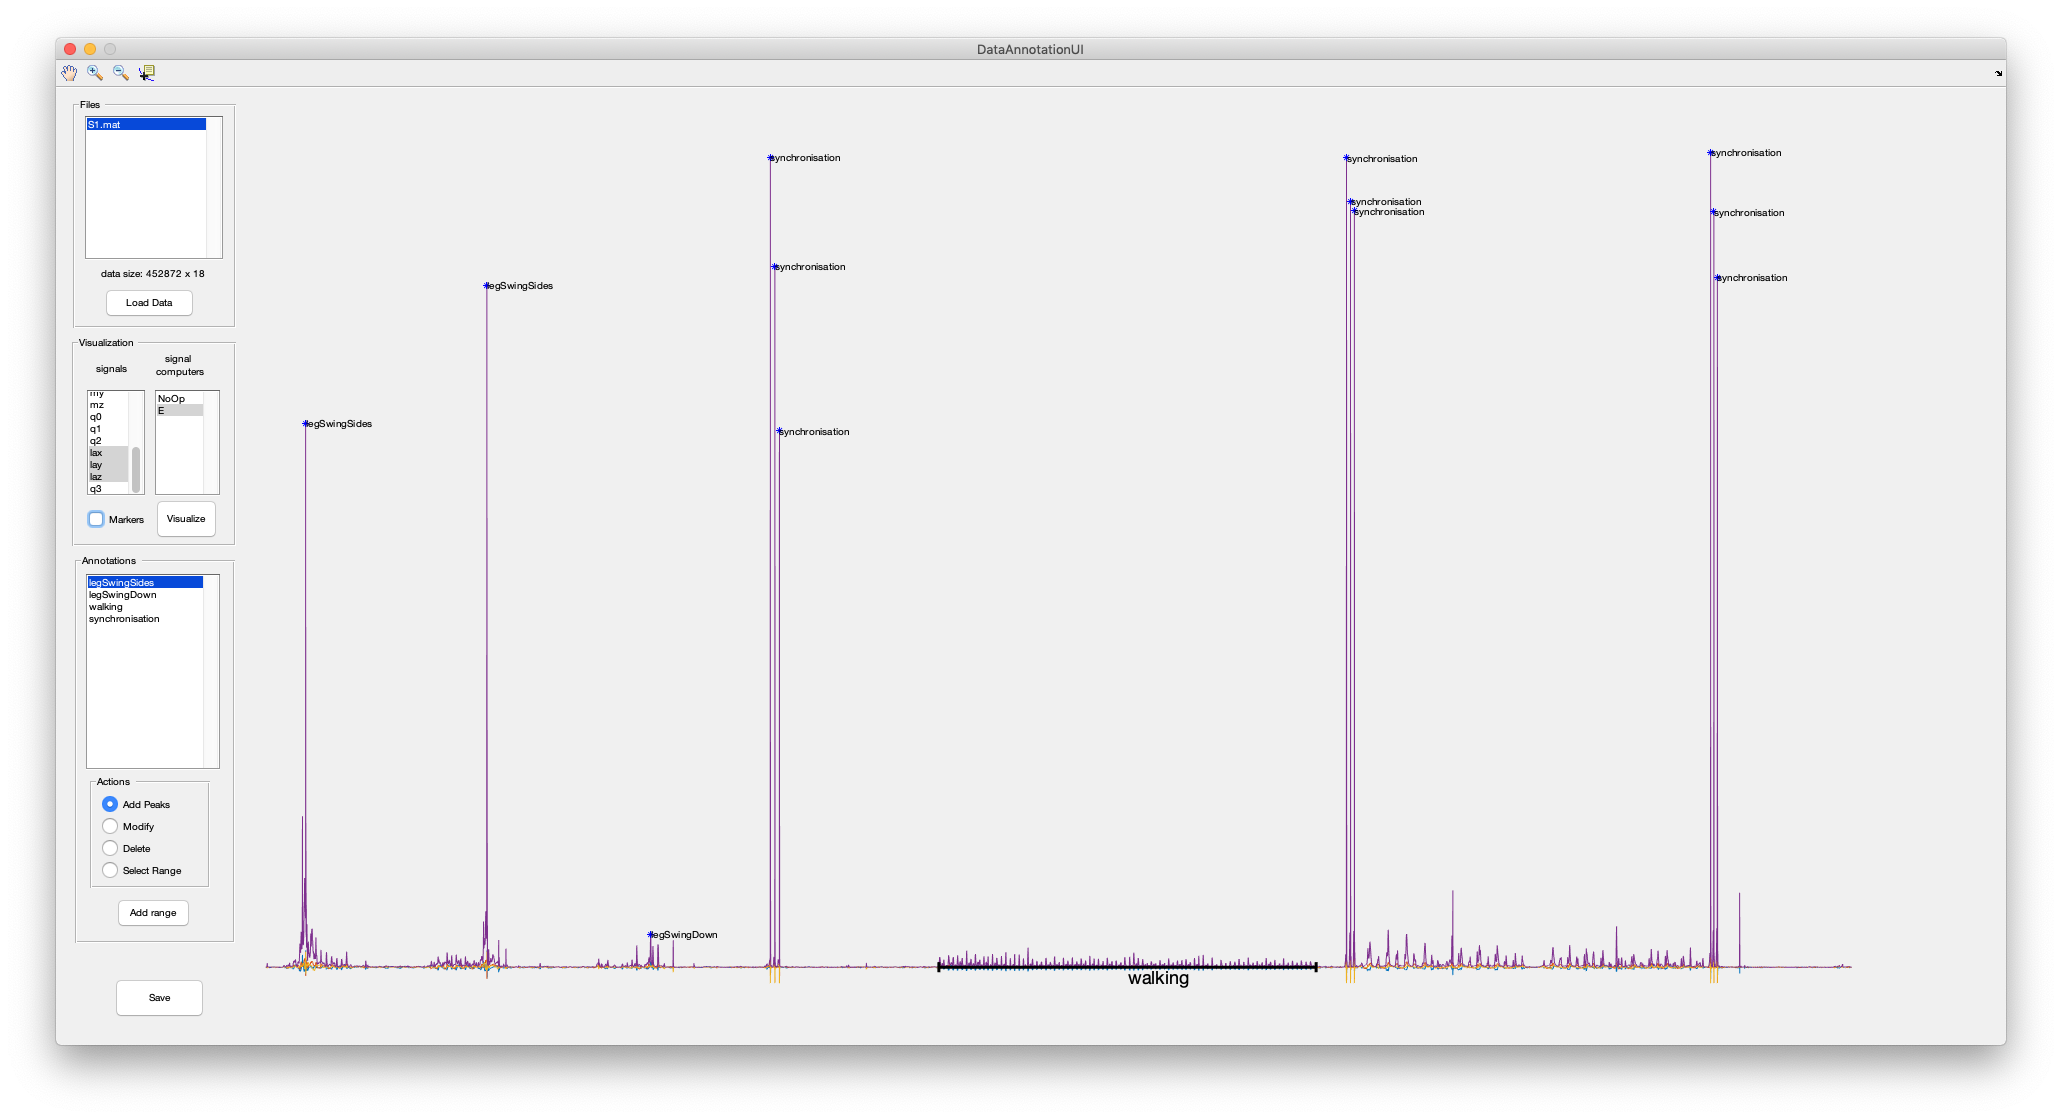 DataAnnotationUI
Files
S1.mat
data size: 452872 x 18
Load Data
Visualization
signals
signal
computers
my
mz
q0
q1
q2
lax
lay
laz
q3
NoOp
E
Markers
Visualize
Annotations
legSwingSides
legSwingDown
walking
synchronisation
Actions
Add Peaks
Modify
Delete
Select Range
Add range
Save
legSwingSides
legSwingSides
legSwingDown
synchronisation
synchronisation
synchronisation
walking
synchronisation
synchronisation
synchronisation
synchronisation
synchronisation
synchronisation